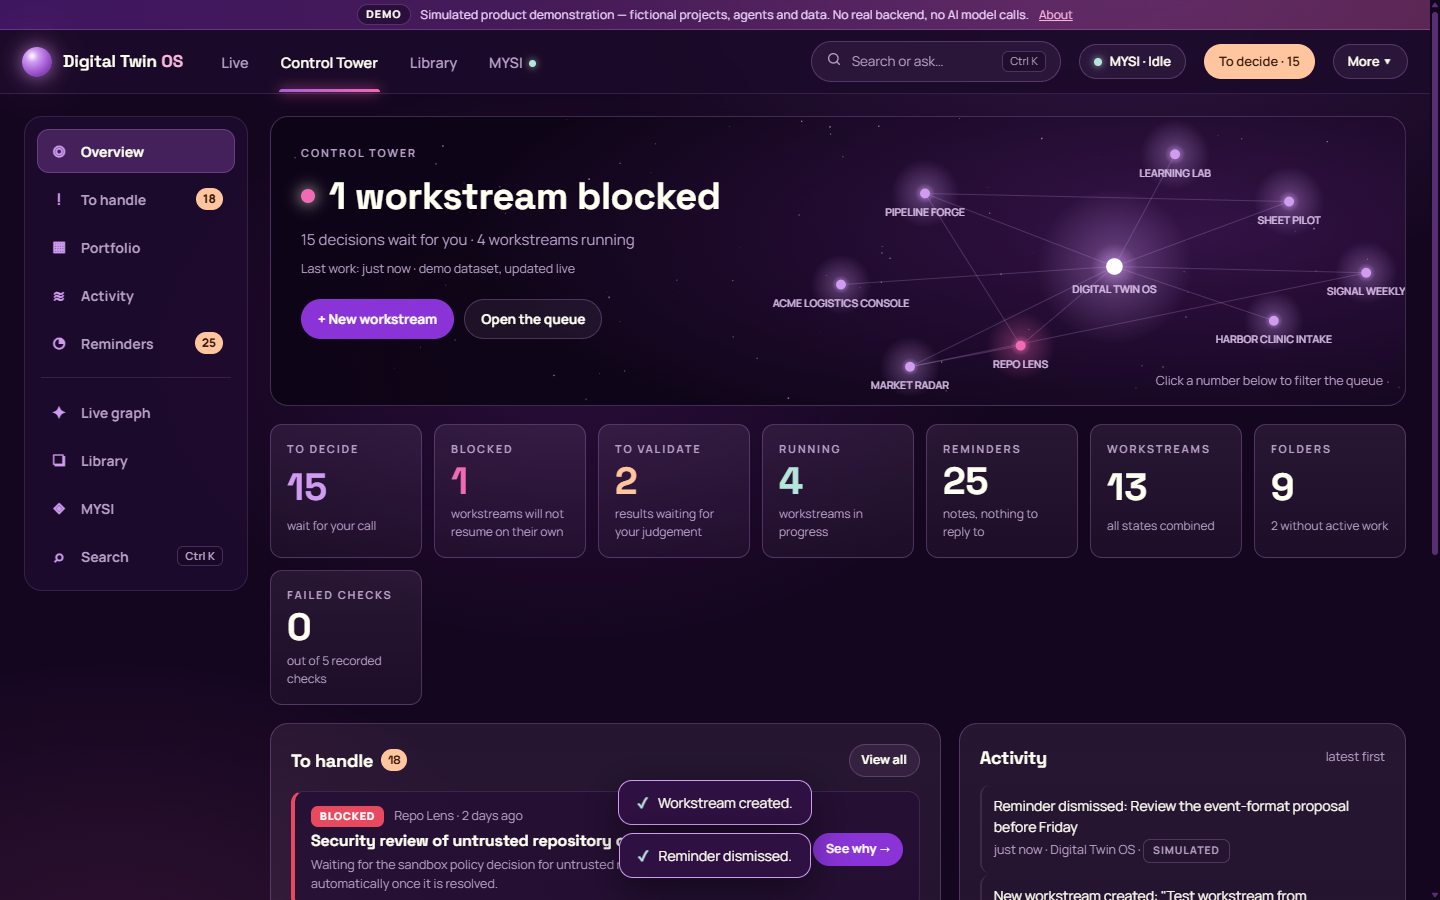 DEMO Simulated product demonstration — fictional projects, agents and data. No real backend, no AI model calls. About
Digital Twin OS
Live
Control Tower
Library
MYSI
Search or ask...
Ctrl K
MYSI · Idle
To decide · 15
More
Overview
To handle 18
Portfolio
Activity
Reminders 25
Live graph
Library
MYSI
Search Ctrl K
CONTROL TOWER
1 workstream blocked
15 decisions wait for you · 4 workstreams running
Last work: just now · demo dataset, updated live
+ New workstream
Open the queue
LEARNING LAB
PIPELINE FORGE
SHEET PILOT
DIGITAL TWIN OS
SIGNAL WEEKLY
ACME LOGISTICS CONSOLE
HARBOR CLINIC INTAKE
REPO LENS
MARKET RADAR
Click a number below to filter the queue ·
TO DECIDE
15
wait for your call
BLOCKED
1
workstreams will not
resume on their own
TO VALIDATE
2
results waiting for
your judgement
RUNNING
4
workstreams in
progress
REMINDERS
25
notes, nothing to
reply to
WORKSTREAMS
13
all states combined
FOLDERS
9
2 without active work
FAILED CHECKS
0
out of 5 recorded
checks
To handle 18
View all
BLOCKED Repo Lens · 2 days ago
Security review of untrusted repository
Waiting for the sandbox policy decision for untrusted
automatically once it is resolved.
See why →
✓ Workstream created.
✓ Reminder dismissed.
Activity
latest first
Reminder dismissed: Review the event-format proposal
before Friday
just now · Digital Twin OS · SIMULATED
New workstream created: "Test workstream from